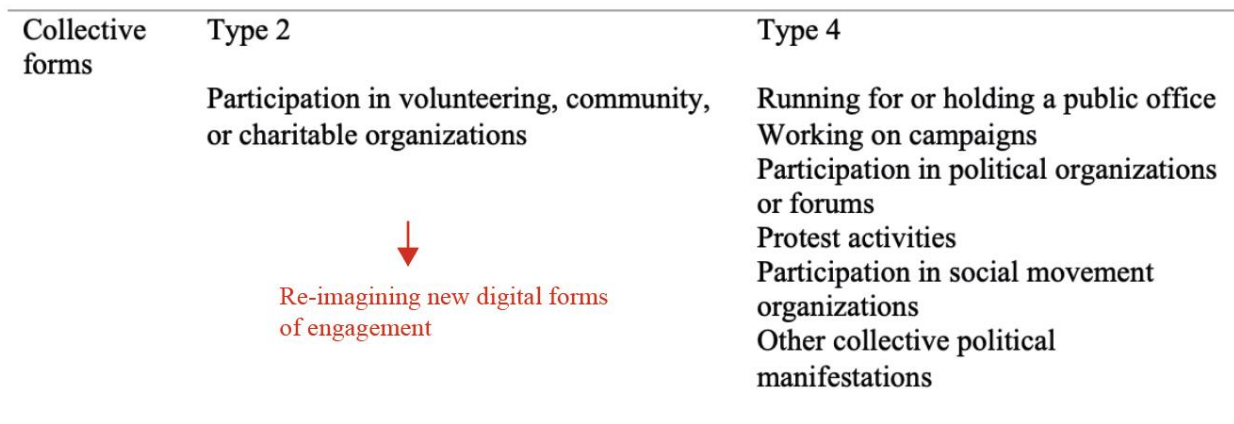 Collective
forms
Type 2
Participation in volunteering, community,
or charitable organizations
Re-imagining new digital forms
of engagement
Type 4
Running for or holding a public office
Working on campaigns
Participation in political organizations
or forums
Protest activities
Participation in social movement
organizations
Other collective political
manifestations